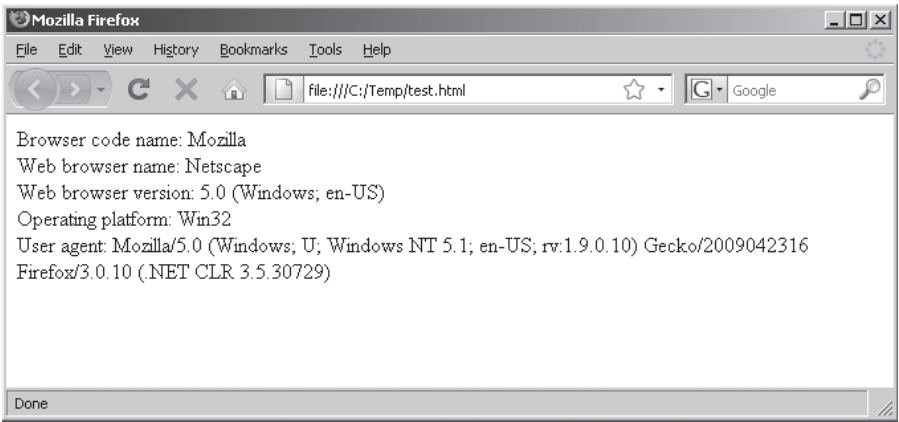 Mozilla Firefox
File Edit View History Bookmarks Tools Help
file:///C:/Temp/test.html G Google
Browser code name: Mozilla
Web browser name: Netscape
Web browser version: 5.0 (Windows; en-US)
Operating platform: Win32
User agent: Mozilla/5.0 (Windows; U; Windows NT 5.1; en-US; rv:1.9.0.10) Gecko/2009042316
Firefox/3.0.10 (.NET CLR 3.5.30729)
Done